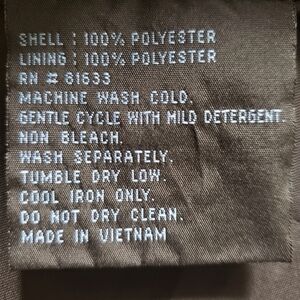 SHELL : 100% POLYESTER
LINING : 100% POLYESTER
RN # 81633
MACHINE WASH COLD.
GENTLE CYCLE WITH MILD DETERGENT.
NON BLEACH.
WASH SEPARATELY.
TUMBLE DRY LOW.
COOL IRON ONLY.
DO NOT DRY CLEAN.
MADE IN VIETNAM